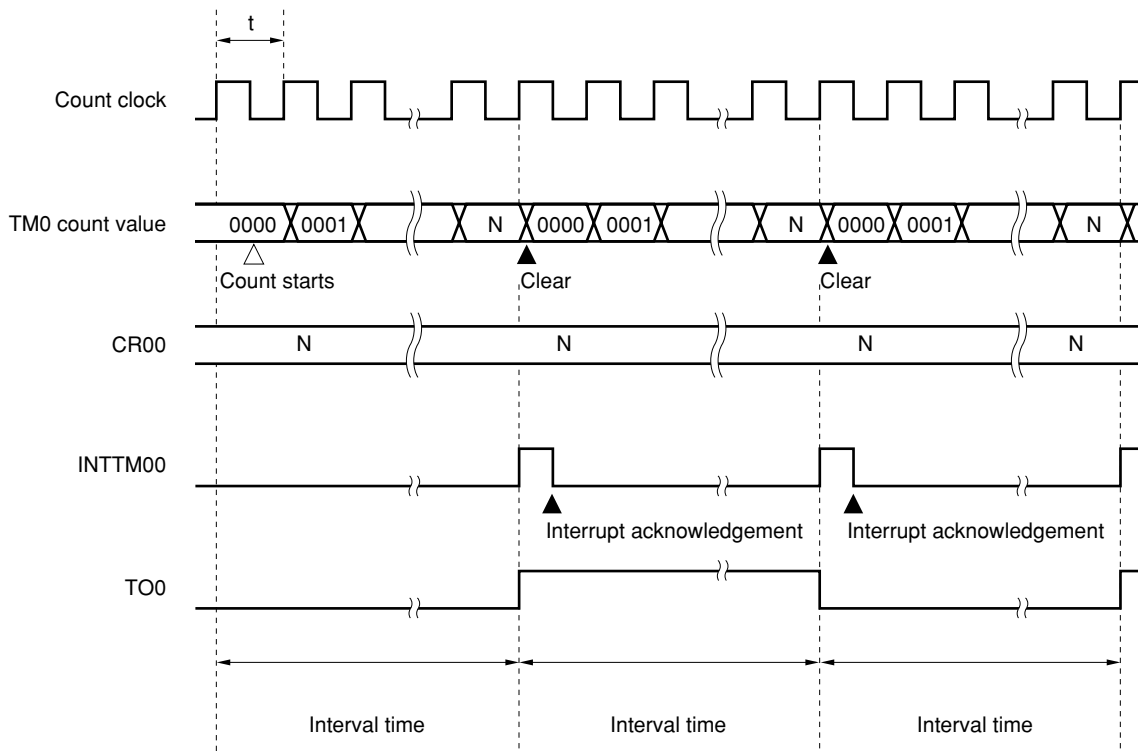 t
Count clock
TM0 count value 0000 0001 N 0000 0001 N 0000 0001 N
Count starts Clear Clear
CR00 N N N N
INTTM00
Interrupt acknowledgement Interrupt acknowledgement
TO0
Interval time Interval time Interval time